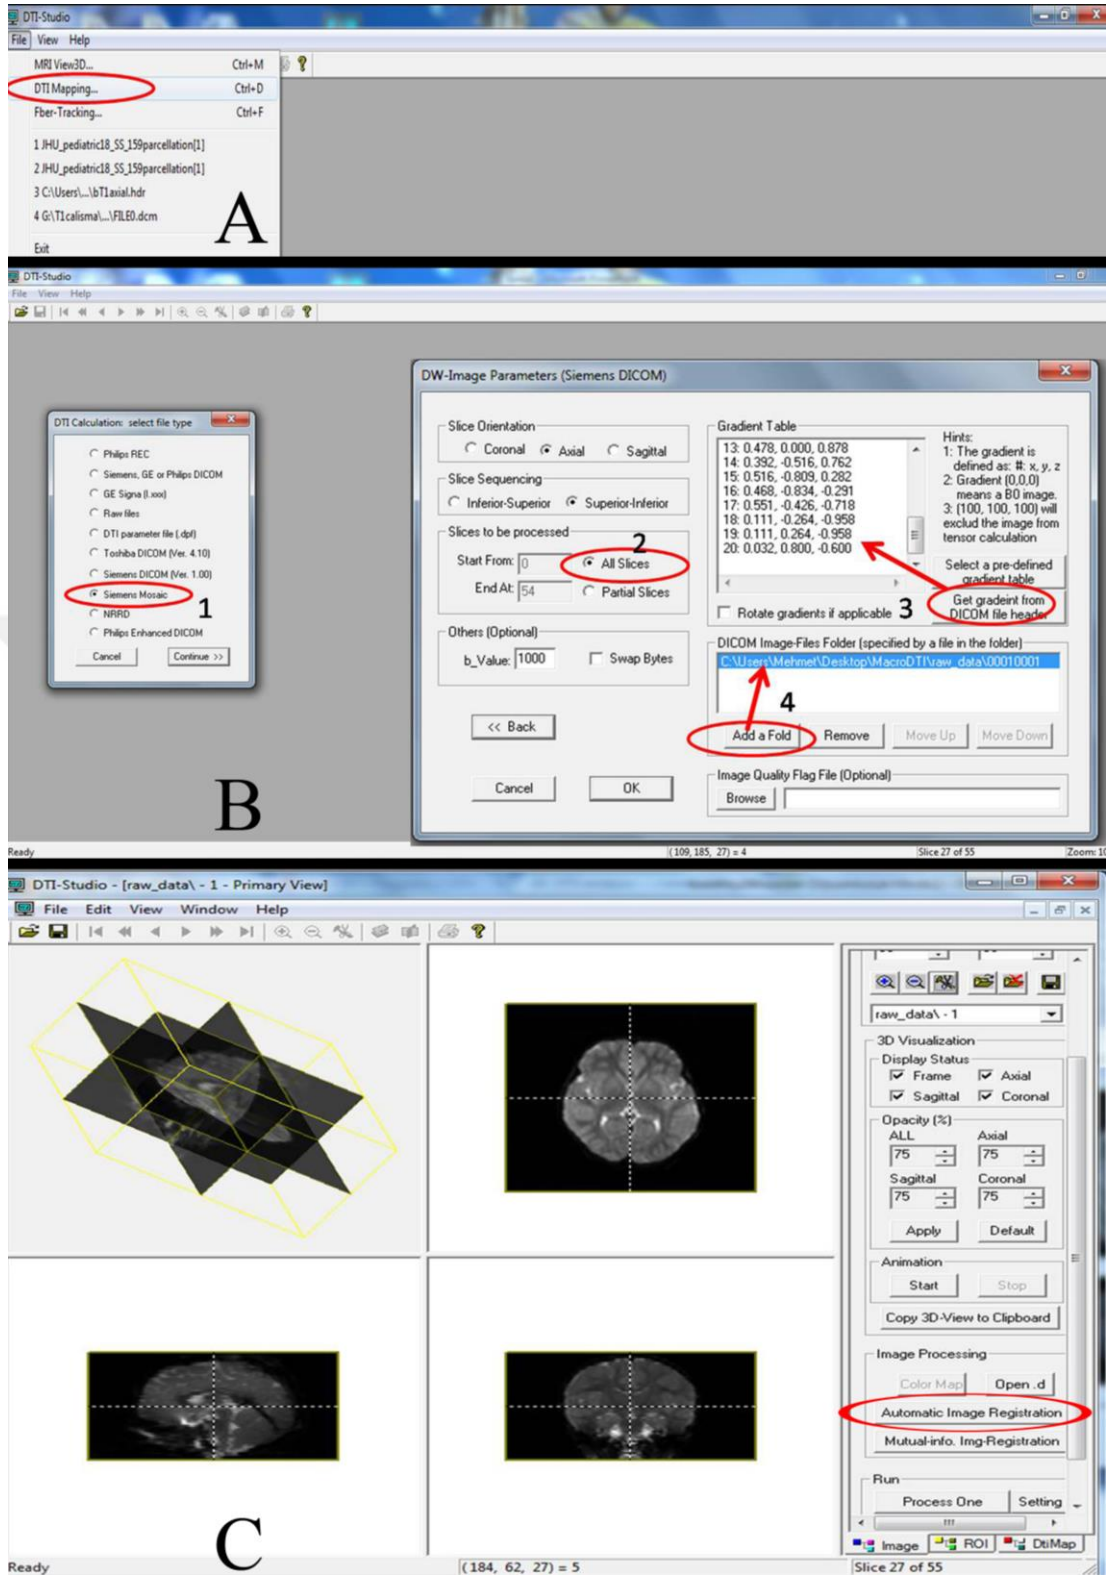 DTI-Studio
File View Help
MRI View3D... Ctrl+M
DTI Mapping... Ctrl+D
Fber-Tracking... Ctrl+F
1 JHU_pediatric18_SS_159parcellation[1]
2 JHU_pediatric18_SS_159parcellation[1]
3 C:\Users\...\bT1axial.hdr
4 G:\T1calisma\...\FILE0.dcm
Exit
A
DTI-Studio
File View Help
DTI Calculation: select file type
Philips REC
Siemens, GE or Philips DICOM
GE Signa (I.xxx)
Raw files
DTI parameter file (.dpf)
Toshiba DICOM (Ver. 4.10)
Siemens DICOM (Ver. 1.00)
Siemens Mosaic
1
NRRD
Philips Enhanced DICOM
Cancel Continue >>
DW-Image Parameters (Siemens DICOM)
Slice Orientation
Coronal Axial Sagittal
Slice Sequencing
Inferior-Superior Superior-Inferior
Slices to be processed
2
Start From: 0 All Slices
End At: 54 Partial Slices
Others (Optional)
b_Value: 1000 Swap Bytes
<< Back
Cancel OK
Gradient Table
13: 0.478, 0.000, 0.878
14: 0.392, -0.516, 0.762
15: 0.516, -0.809, 0.282
16: 0.468, -0.834, -0.291
17: 0.551, -0.426, -0.718
18: 0.111, -0.264, -0.958
19: 0.111, 0.264, -0.958
20: 0.032, 0.800, -0.600
Hints:
1: The gradient is
defined as: #: x, y, z
2: Gradient (0,0,0)
means a B0 image.
3: (100, 100, 100) will
exclud the image from
tensor calculation
Select a pre-defined
gradient table
Rotate gradients if applicable 3
Get gradeint from
DICOM file header
DICOM Image-Files Folder (specified by a file in the folder)
C:\Users\Mehmet\Desktop\MacroDTI\raw_data\00010001
4
Add a Fold Remove Move Up Move Down
Image Quality Flag File (Optional)
Browse
B
Ready (109, 185, 27) = 4 Slice 27 of 55 Zoom: 10
DTI-Studio - [raw_data\ - 1 - Primary View]
File Edit View Window Help
raw_data\ - 1
3D Visualization
Display Status
Frame Axial
Sagittal Coronal
Opacity (%)
ALL Axial
75 75
Sagittal Coronal
75 75
Apply Default
Animation
Start Stop
Copy 3D-View to Clipboard
Image Processing
Color Map Open .d
Automatic Image Registration
Mutual-info. Img-Registration
Run
Process One Setting
Image ROI DtiMap
C
Ready (184, 62, 27) = 5 Slice 27 of 55